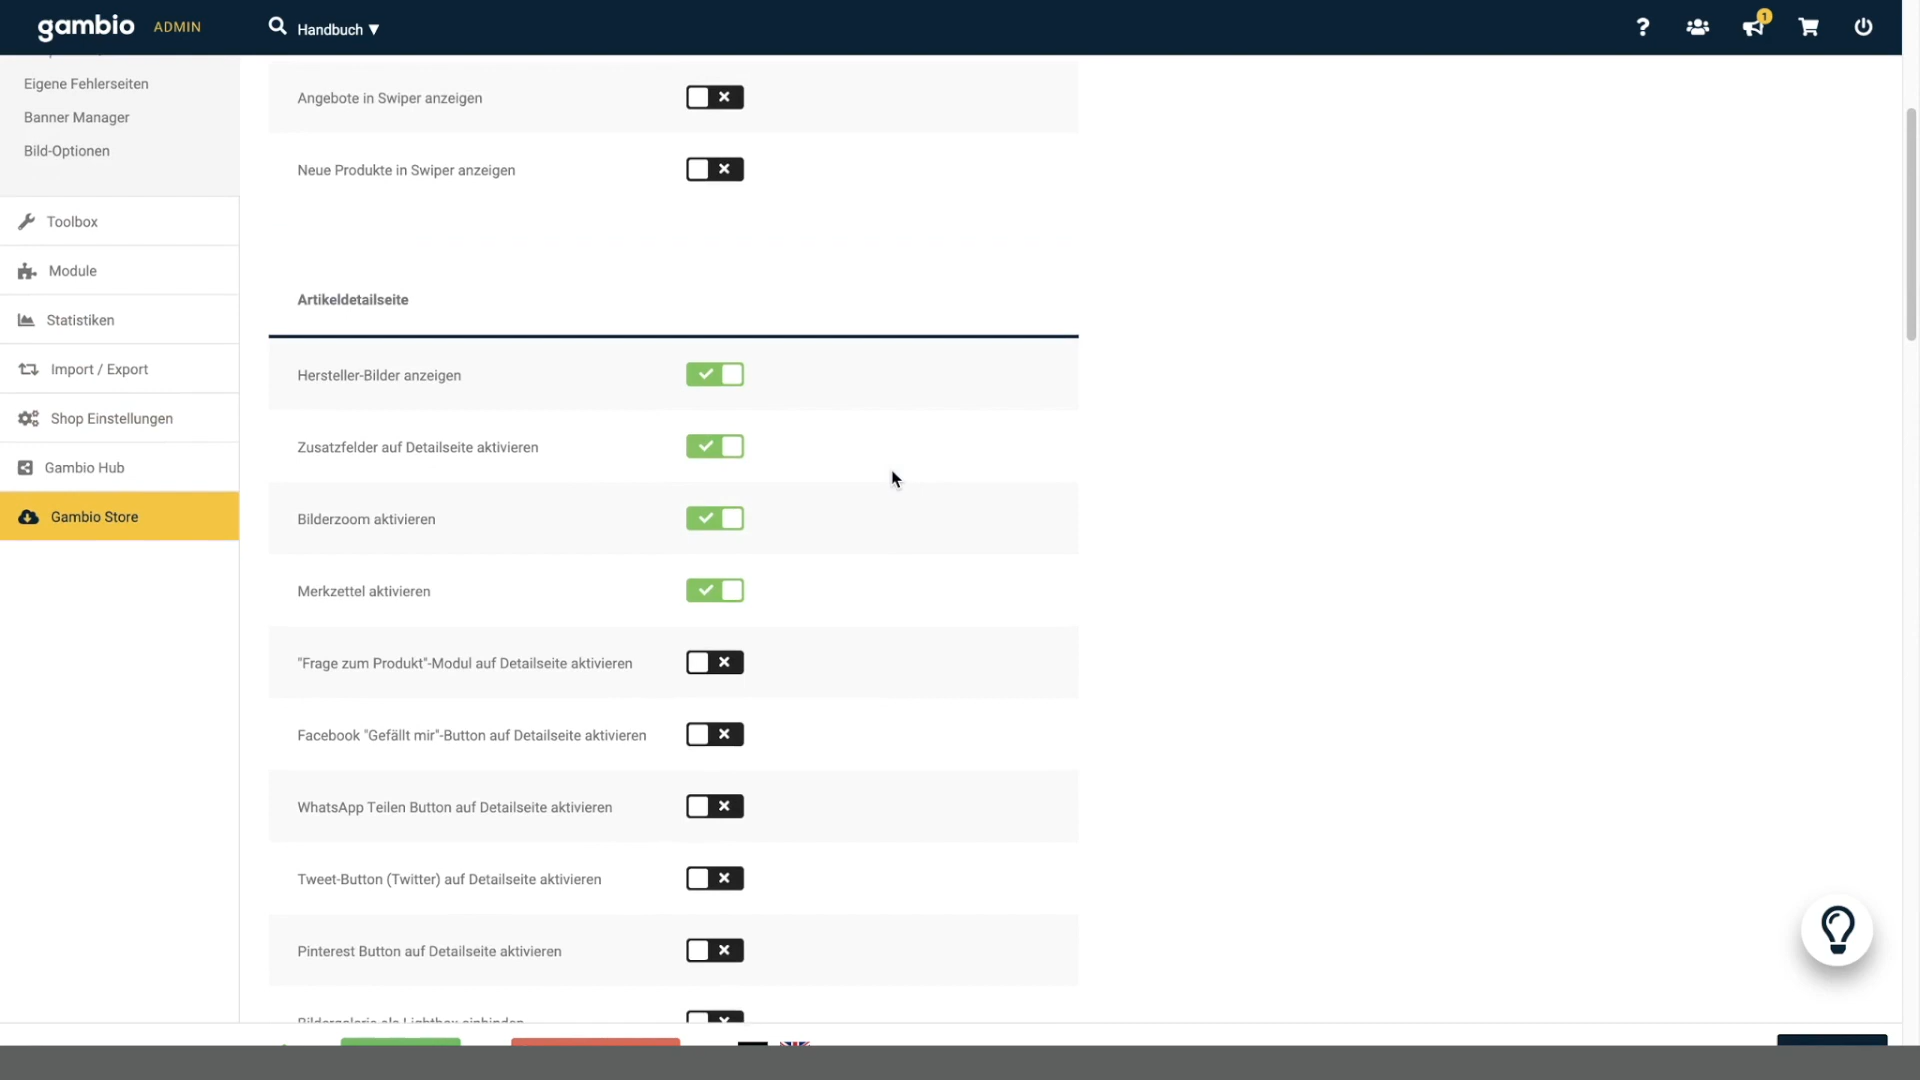 gambio ADMIN
Handbuch ▼
1
Eigene Fehlerseiten
Banner Manager
Bild-Optionen
Toolbox
Module
Statistiken
Import / Export
Shop Einstellungen
Gambio Hub
Gambio Store
Angebote in Swiper anzeigen
Neue Produkte in Swiper anzeigen
Artikeldetailseite
Hersteller-Bilder anzeigen
Zusatzfelder auf Detailseite aktivieren
Bilderzoom aktivieren
Merkzettel aktivieren
"Frage zum Produkt"-Modul auf Detailseite aktivieren
Facebook "Gefällt mir"-Button auf Detailseite aktivieren
WhatsApp Teilen Button auf Detailseite aktivieren
Tweet-Button (Twitter) auf Detailseite aktivieren
Pinterest Button auf Detailseite aktivieren